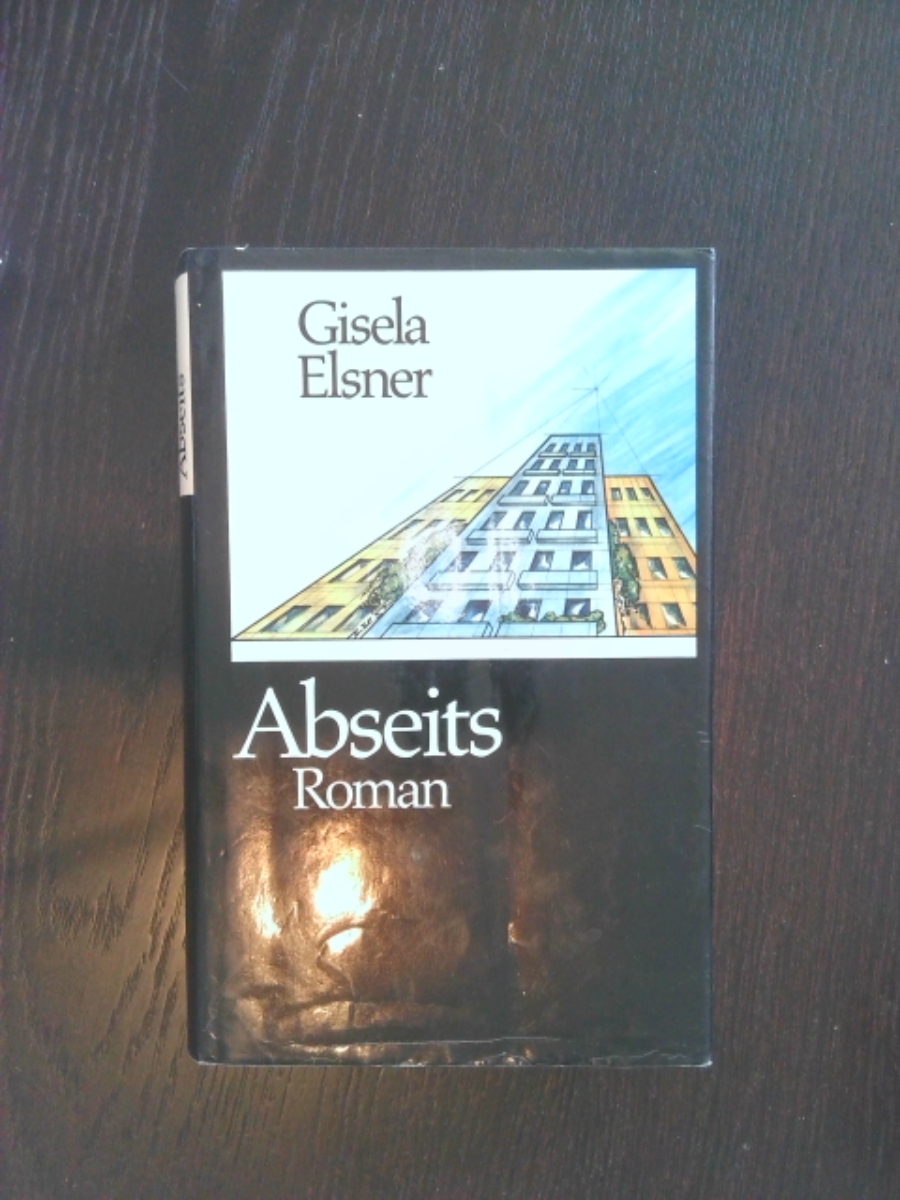 Gisela
Elsner
Abseits
Roman
Abseits